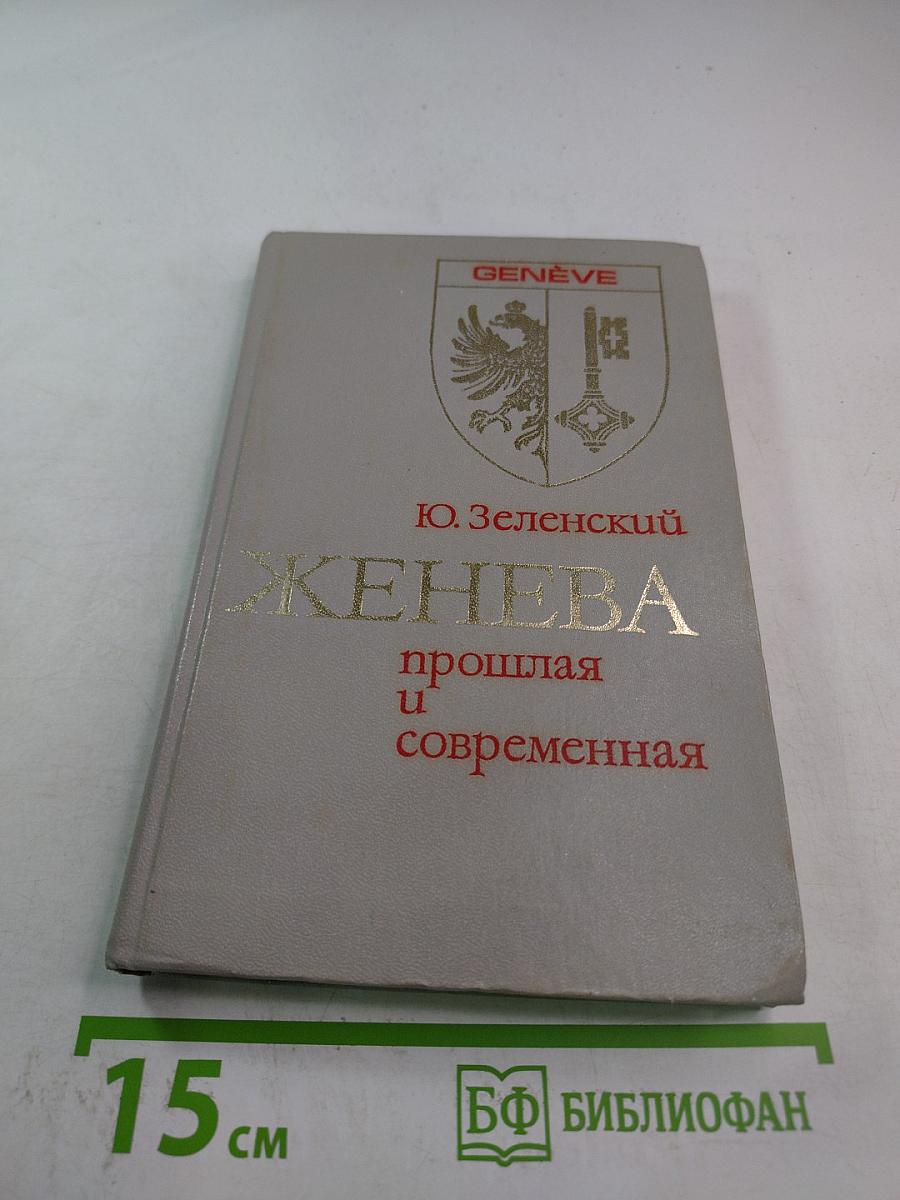 GENÈVE
Ю. Зеленский
ЖЕНЕВА
прошлая
и
современная
15 см
БФ БИБЛИОФАН